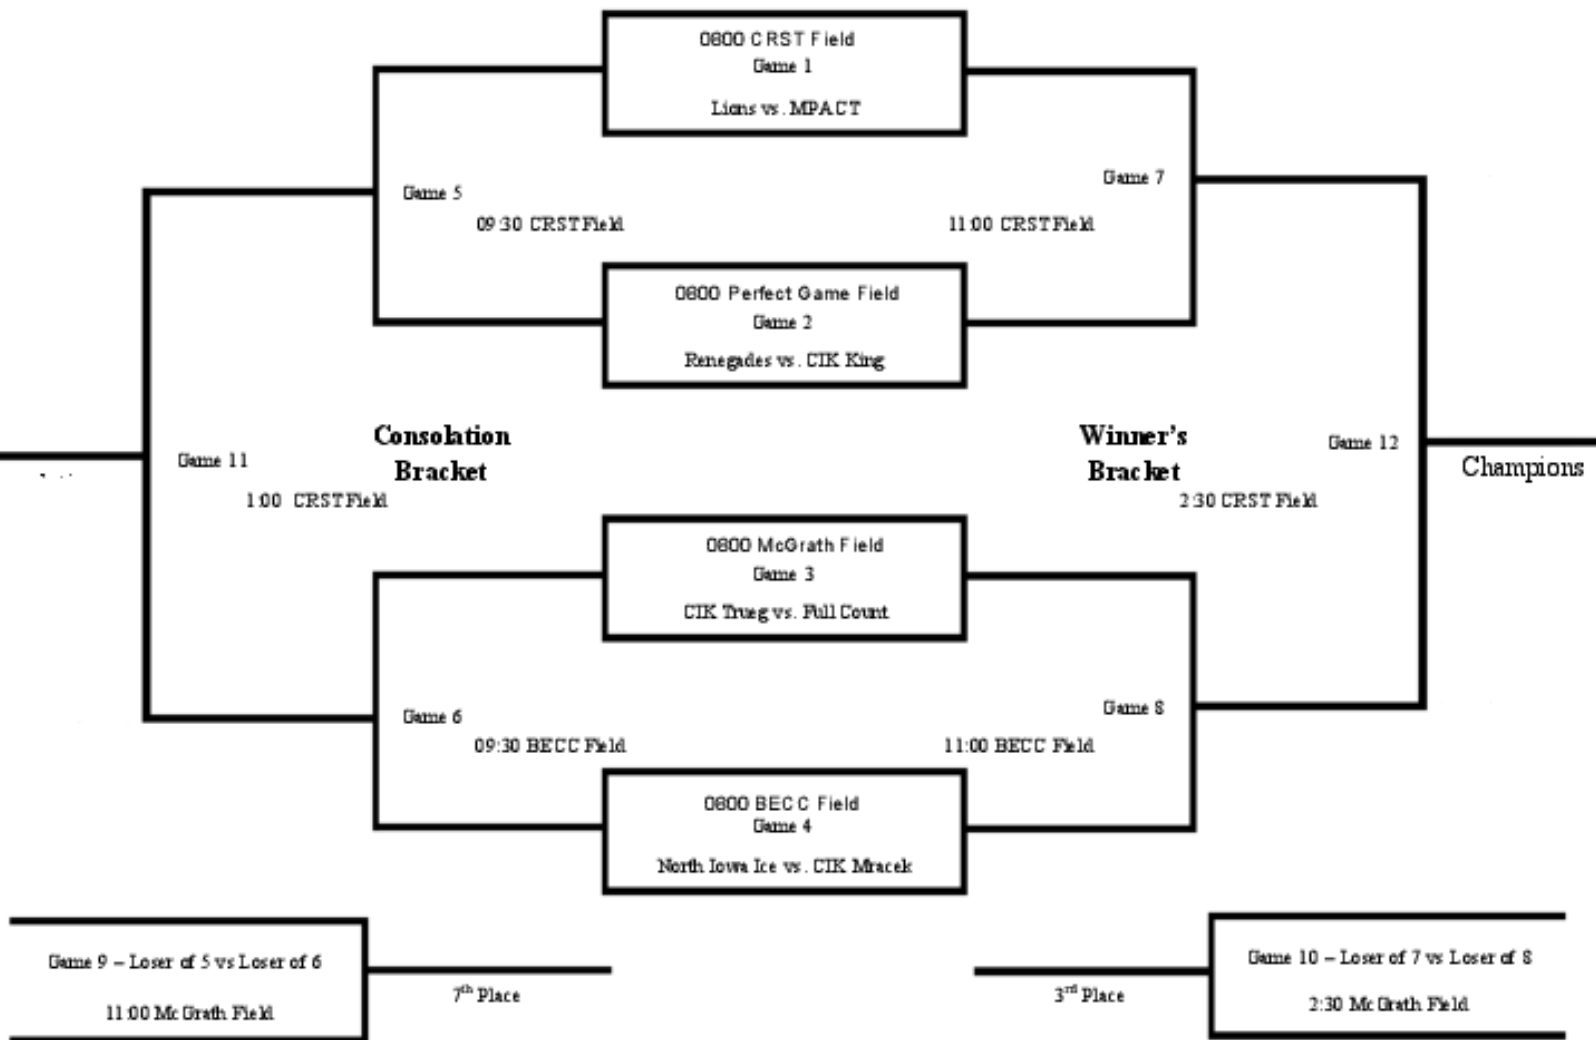 0800 CRST Field
Game 1
Lions vs. MPACT
Game 5
09:30 CRST Field
Game 7
11:00 CRST Field
0800 Perfect Game Field
Game 2
Renegades vs. CIK King
Consolation
Bracket
Winner's
Bracket
Game 11
1:00 CRST Field
Game 12
2:30 CRST Field
Champions
0800 McGrath Field
Game 3
CIK Trueg vs. Full Count
Game 6
09:30 BECC Field
Game 8
11:00 BECC Field
0800 BECC Field
Game 4
North Iowa Ice vs. CIK Mracek
Game 9 – Loser of 5 vs Loser of 6
11:00 McGrath Field
7th Place
3rd Place
Game 10 – Loser of 7 vs Loser of 8
2:30 McGrath Field